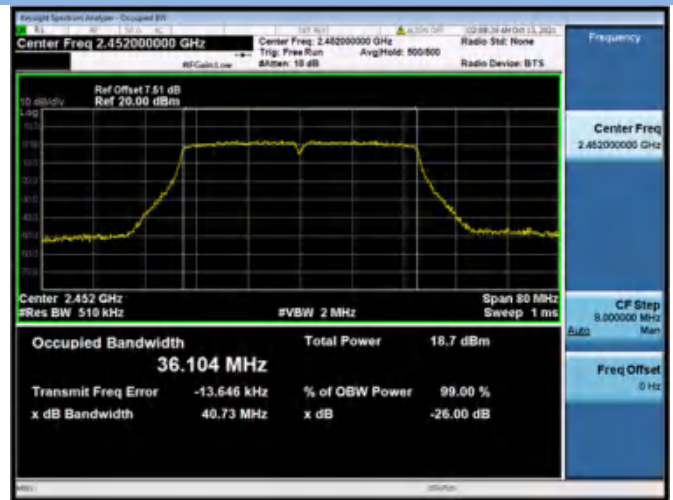 Keysight Spectrum Analyzer - Occupied BW
Center Freq 2.452000000 GHz
Center Freq: 2.452000000 GHz
Trig: Free Run
Avg|Hold: 500/500
#IFGain:Low
#Atten: 18 dB
Radio Std: None
Radio Device: BTS
Frequency
Ref Offset 7.51 dB
10 dB/div
Ref 20.00 dBm
Log
Center Freq
2.452000000 GHz
Center 2.452 GHz
Span 80 MHz
#Res BW 510 kHz
#VBW 2 MHz
Sweep 1 ms
CF Step
8.000000 MHz
Auto
Man
Occupied Bandwidth
Total Power
18.7 dBm
36.104 MHz
Freq Offset
0 Hz
Transmit Freq Error
-13.646 kHz
% of OBW Power
99.00 %
x dB Bandwidth
40.73 MHz
x dB
-26.00 dB